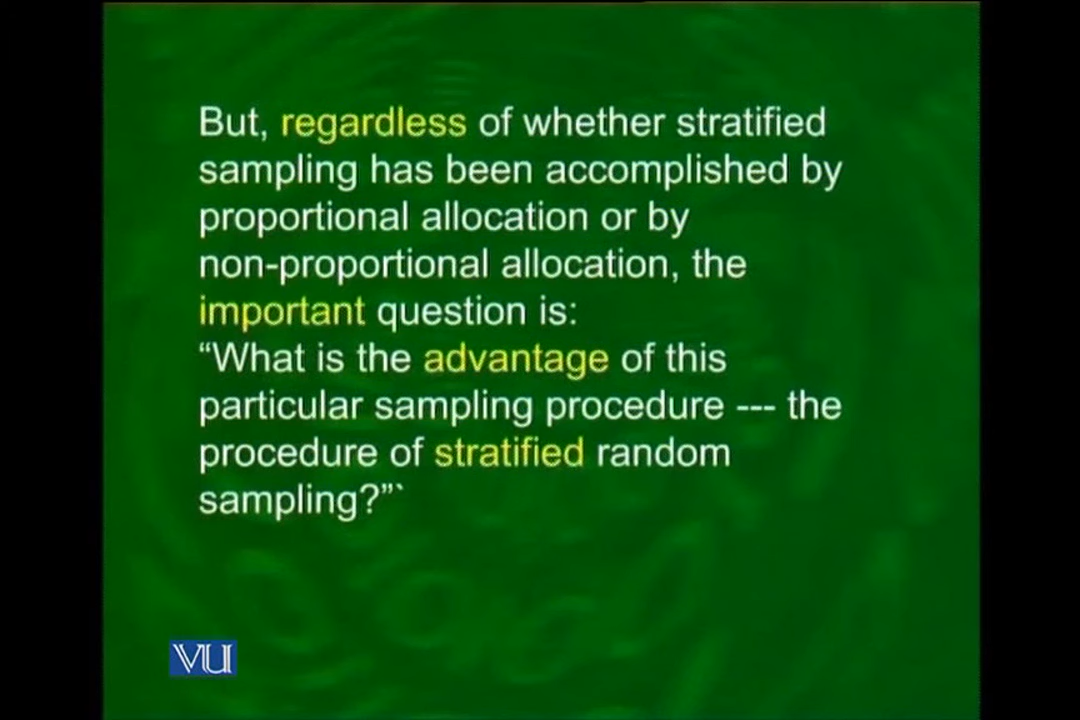 But, regardless of whether stratified
sampling has been accomplished by
proportional allocation or by
non-proportional allocation, the
important question is:
“What is the advantage of this
particular sampling procedure --- the
procedure of stratified random
sampling?”`
VU